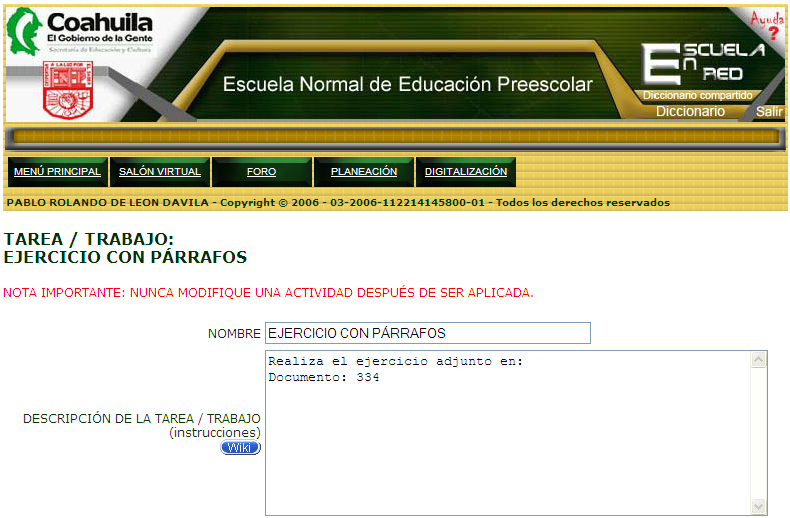 Coahuila
El Gobierno de la Gente
Secretaría de Educación y Cultura
Ayuda
?
Escuela Normal de Educación Preescolar
ESCUELA
EN
RED
Diccionario compartido
Diccionario
Salir
MENÚ PRINCIPAL
SALÓN VIRTUAL
FORO
PLANEACIÓN
DIGITALIZACIÓN
PABLO ROLANDO DE LEON DAVILA - Copyright © 2006 - 03-2006-112214145800-01 - Todos los derechos reservados
TAREA / TRABAJO:
EJERCICIO CON PÁRRAFOS
NOTA IMPORTANTE: NUNCA MODIFIQUE UNA ACTIVIDAD DESPUÉS DE SER APLICADA.
NOMBRE EJERCICIO CON PÁRRAFOS
Realiza el ejercicio adjunto en:
Documento: 334
DESCRIPCIÓN DE LA TAREA / TRABAJO
(instrucciones)
Wiki